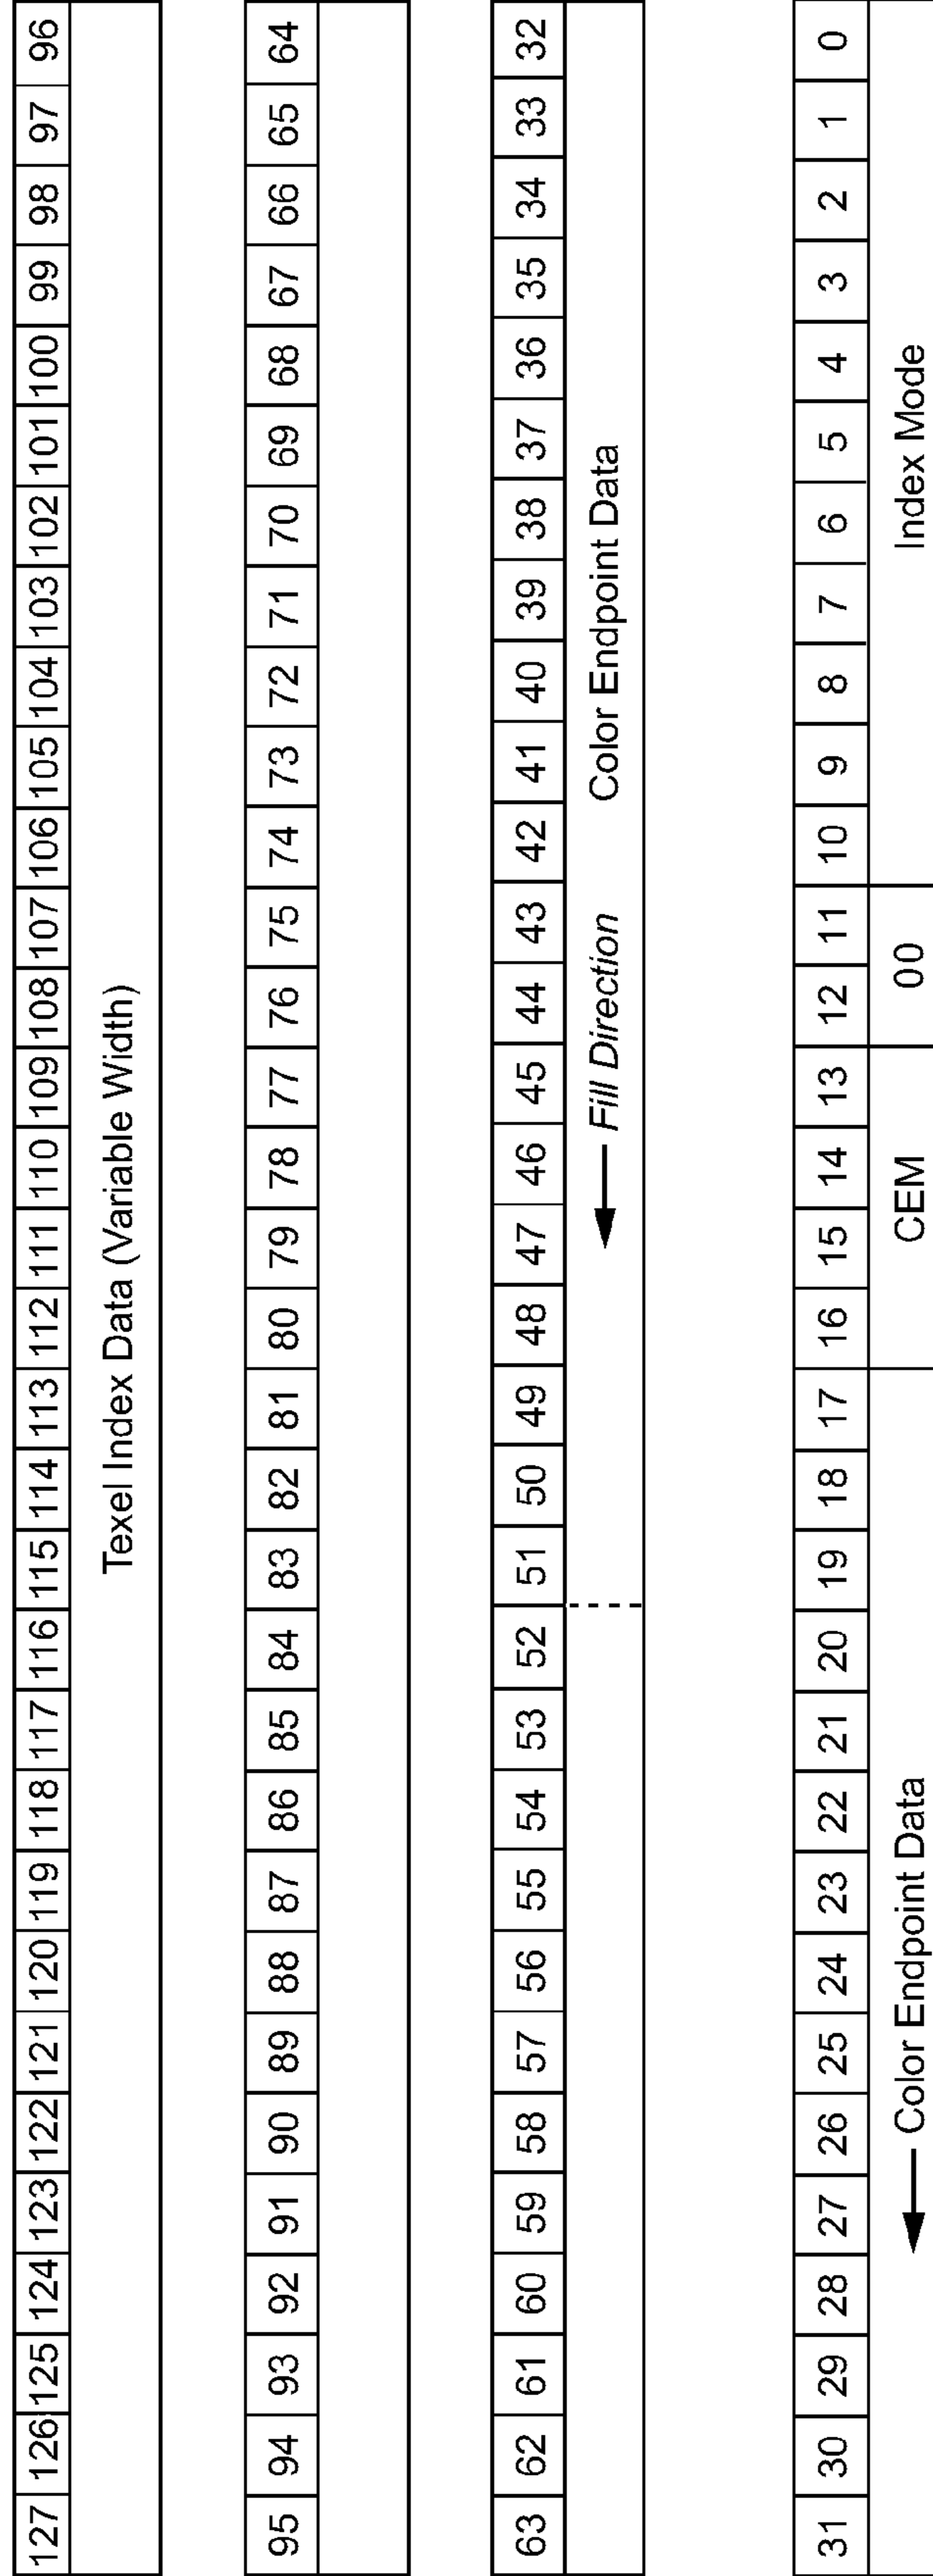 127 126 125 124 123 122 121 120 119 118 117 116 115 114 113 112 111 110 109 108 107 106 105 104 103 102 101 100 99 98 97 96
Texel Index Data (Variable Width)
95 94 93 92 91 90 89 88 87 86 85 84 83 82 81 80 79 78 77 76 75 74 73 72 71 70 69 68 67 66 65 64
63 62 61 60 59 58 57 56 55 54 53 52 51 50 49 48 47 46 45 44 43 42 41 40 39 38 37 36 35 34 33 32
Fill Direction Color Endpoint Data
31 30 29 28 27 26 25 24 23 22 21 20 19 18 17 16 15 14 13 12 11 10 9 8 7 6 5 4 3 2 1 0
Color Endpoint Data CEM 00 Index Mode